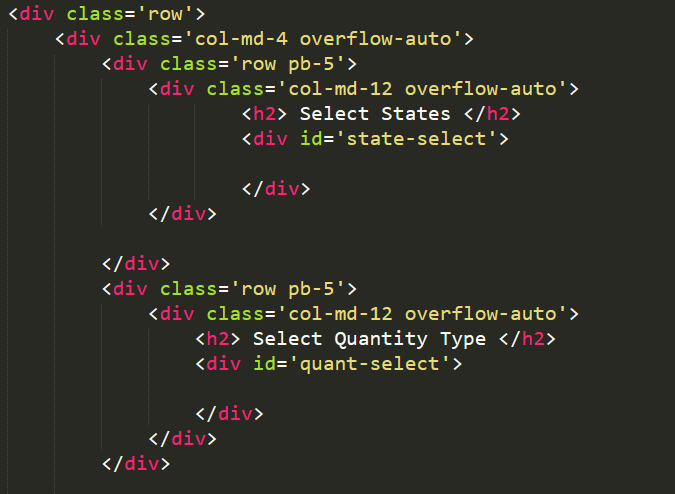 <div class='row'>
    <div class='col-md-4 overflow-auto'>
        <div class='row pb-5'>
            <div class='col-md-12 overflow-auto'>
                    <h2> Select States </h2>
                    <div id='state-select'>

                    </div>
            </div>

        </div>
        <div class='row pb-5'>
            <div class='col-md-12 overflow-auto'>
                <h2> Select Quantity Type </h2>
                <div id='quant-select'>

                </div>
            </div>
        </div>